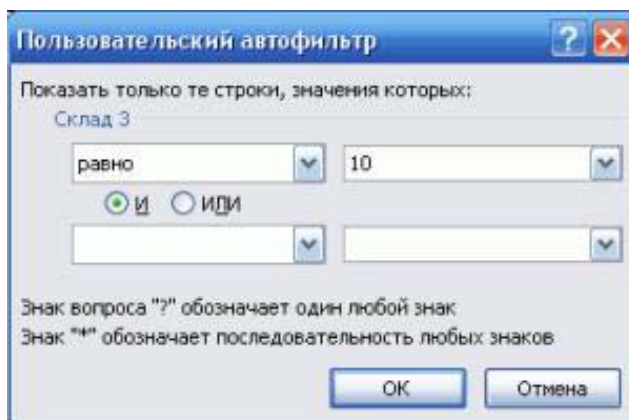 Пользовательский автофильтр
Показать только те строки, значения которых:
Склад 3
равно 10
И ИЛИ
Знак вопроса "?" обозначает один любой знак
Знак "*" обозначает последовательность любых знаков
ОК Отмена